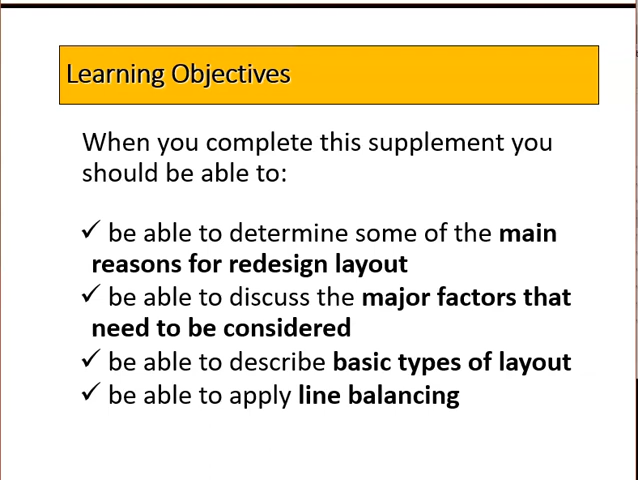 Learning Objectives
When you complete this supplement you
should be able to:
✓ be able to determine some of the main
reasons for redesign layout
✓ be able to discuss the major factors that
need to be considered
✓ be able to describe basic types of layout
✓ be able to apply line balancing